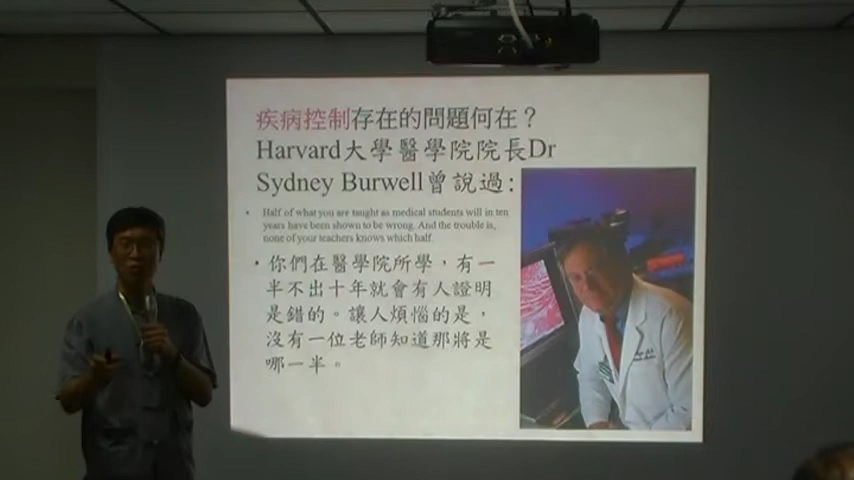 疾病控制存在的問題何在？
Harvard大學醫學院院長Dr
Sydney Burwell曾說過:
• Half of what you are taught as medical students will in ten
years have been shown to be wrong. And the trouble is,
none of your teachers knows which half.
• 你們在醫學院所學，有一
半不出十年就會有人證明
是錯的。讓人煩惱的是，
沒有一位老師知道那將是
哪一半。